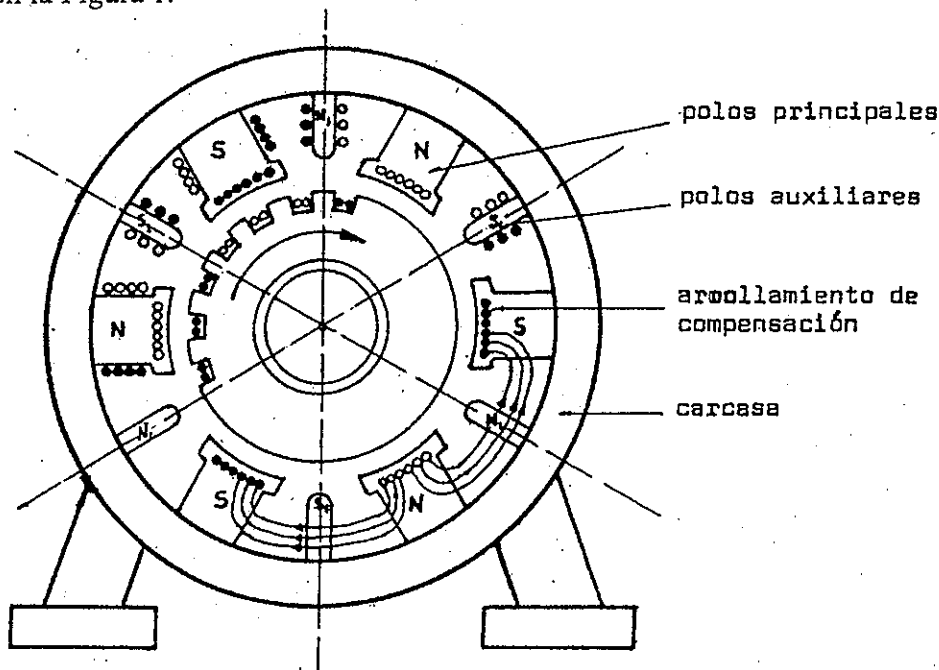 en la Figura 1.
S
N
polos principales
polos auxiliares
N
S
arrollamiento de
compensación
carcasa
S
N